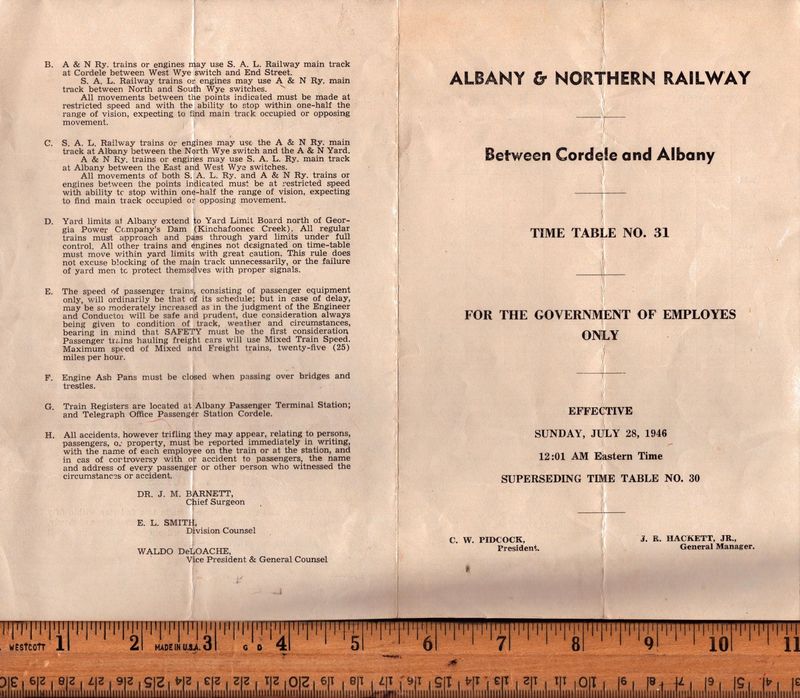 B. A & N Ry. trains or engines may use S. A. L. Railway main track
at Cordele between West Wye switch and End Street.
S. A. L. Railway trains or engines may use A & N Ry. main
track between North and South Wye switches.
All movements between the points indicated must be made at
restricted speed and with the ability to stop within one-half the
range of vision, expecting to find main track occupied or opposing
movement.
C. S. A. L. Railway trains or engines may use the A & N Ry. main
track at Albany between the North Wye switch and the A & N Yard.
A & N Ry. trains or engines may use S. A. L. Ry. main track
at Albany between the East and West Wye switches.
All movements of both S. A. L. Ry. and A & N Ry. trains or
engines between the points indicated must be at restricted speed
with ability to stop within one-half the range of vision, expecting
to find main track occupied or opposing movement.
D. Yard limits at Albany extend to Yard Limit Board north of Geor-
gia Power Company's Dam (Kinchafoonee Creek). All regular
trains must approach and pass through yard limits under full
control. All other trains and engines not designated on time-table
must move within yard limits with great caution. This rule does
not excuse blocking of the main track unnecessarily, or the failure
of yard men to protect themselves with proper signals.
E. The speed of passenger trains, consisting of passenger equipment
only, will ordinarily be that of its schedule; but in case of delay,
may be so moderately increased as in the judgment of the Engineer
and Conductor will be safe and prudent, due consideration always
being given to condition of track, weather and circumstances,
bearing in mind that SAFETY must be the first consideration.
Passenger trains hauling freight cars will use Mixed Train Speed.
Maximum speed of Mixed and Freight trains, twenty-five (25)
miles per hour.
F. Engine Ash Pans must be closed when passing over bridges and
trestles.
G. Train Registers are located at Albany Passenger Terminal Station;
and Telegraph Office Passenger Station Cordele.
H. All accidents, however trifling they may appear, relating to persons,
passengers, or property, must be reported immediately in writing,
with the name of each employee on the train or at the station, and
in cas of controversy with or accident to passengers, the name
and address of every passenger or other person who witnessed the
circumstances or accident.
DR. J. M. BARNETT,
Chief Surgeon
E. L. SMITH,
Division Counsel
WALDO DeLOACHE,
Vice President & General Counsel
ALBANY & NORTHERN RAILWAY
Between Cordele and Albany
TIME TABLE NO. 31
FOR THE GOVERNMENT OF EMPLOYES
ONLY
EFFECTIVE
SUNDAY, JULY 28, 1946
12:01 AM Eastern Time
SUPERSEDING TIME TABLE NO. 30
C. W. PIDCOCK,
President.
J. R. HACKETT, JR.,
General Manager.
WESTCOTT 1 2 MADE IN U.S.A. 3 G D 4 5 6 7 8 9 10 11